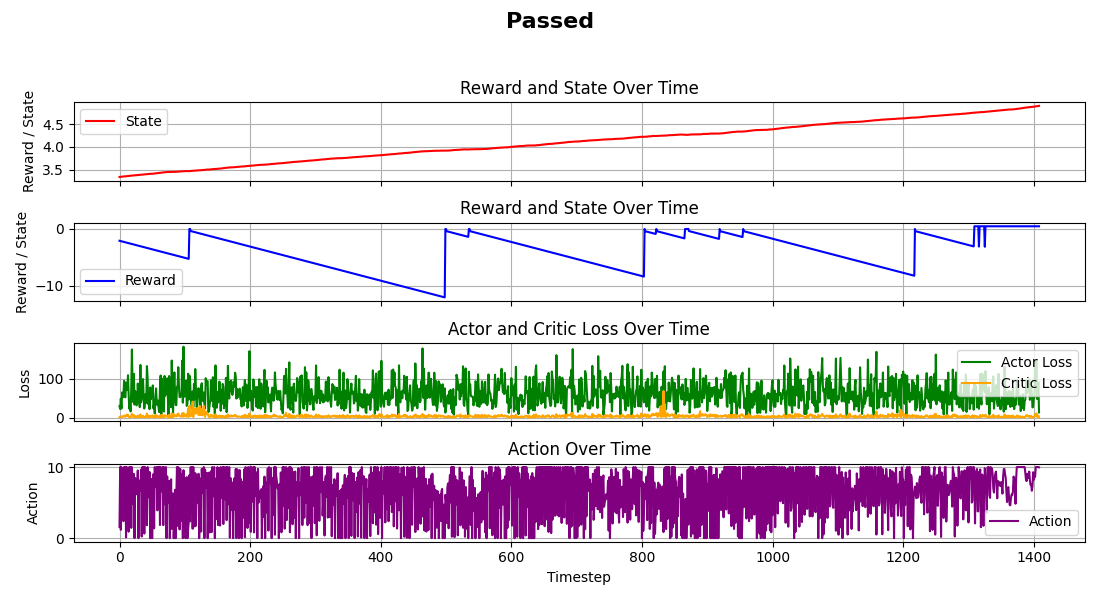 Passed
Reward and State Over Time
Reward / State
4.5
4.0
3.5
State
Reward and State Over Time
Reward / State
0
−10
Reward
Actor and Critic Loss Over Time
Loss
100
0
Actor Loss
Critic Loss
Action Over Time
Action
10
0
Action
0 200 400 600 800 1000 1200 1400
Timestep